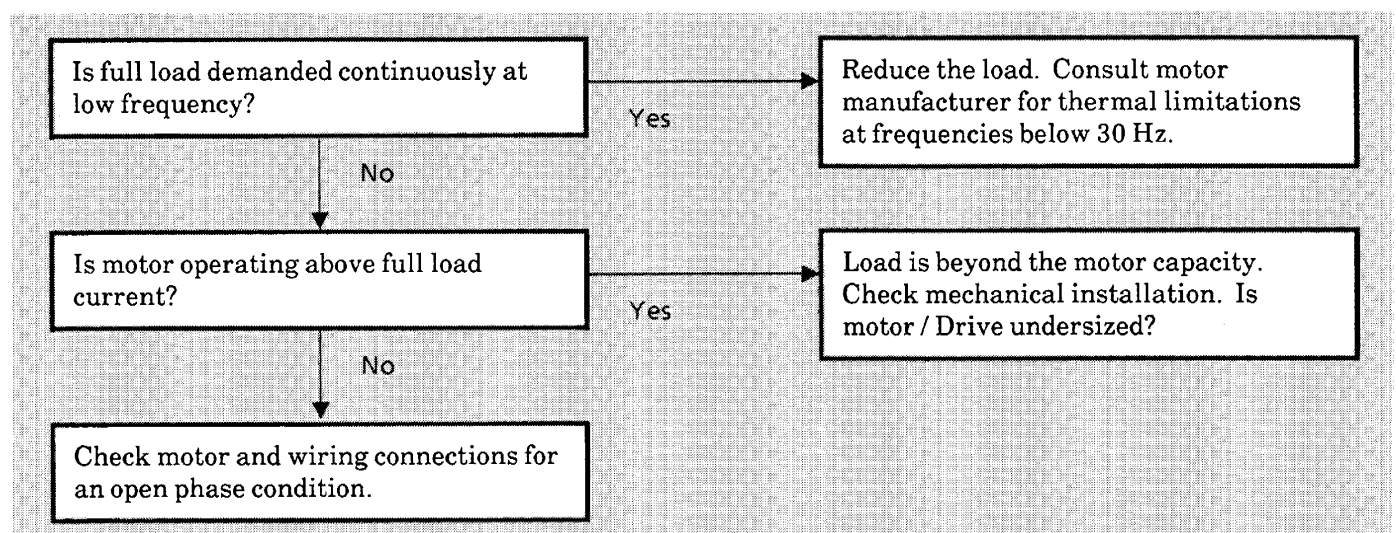 Is full load demanded continuously at
low frequency?
Yes
Reduce the load. Consult motor
manufacturer for thermal limitations
at frequencies below 30 Hz.
No
Is motor operating above full load
current?
Yes
Load is beyond the motor capacity.
Check mechanical installation. Is
motor / Drive undersized?
No
Check motor and wiring connections for
an open phase condition.